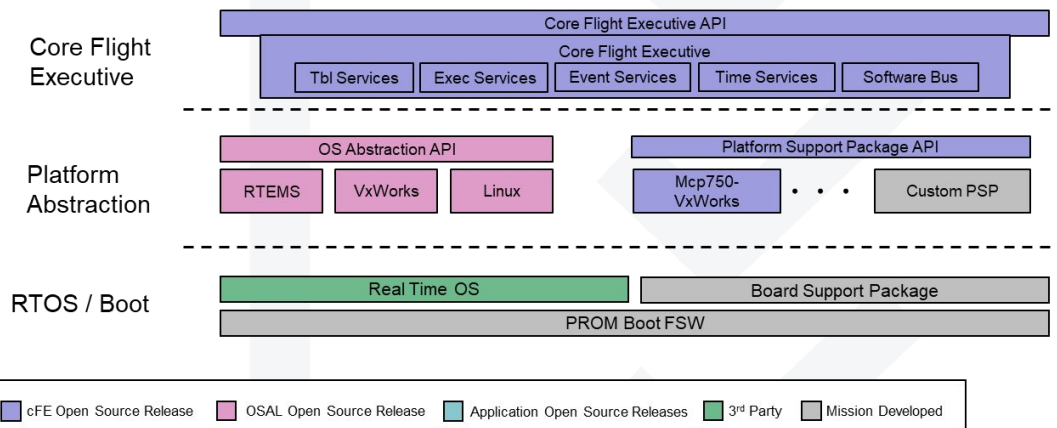 Core Flight Executive API
Core Flight
Executive
Core Flight Executive
Tbl Services
Exec Services
Event Services
Time Services
Software Bus
Platform
Abstraction
OS Abstraction API
RTEMS
VxWorks
Linux
Platform Support Package API
Mcp750-
VxWorks
. . .
Custom PSP
RTOS / Boot
Real Time OS
Board Support Package
PROM Boot FSW
cFE Open Source Release
OSAL Open Source Release
Application Open Source Releases
3rd Party
Mission Developed